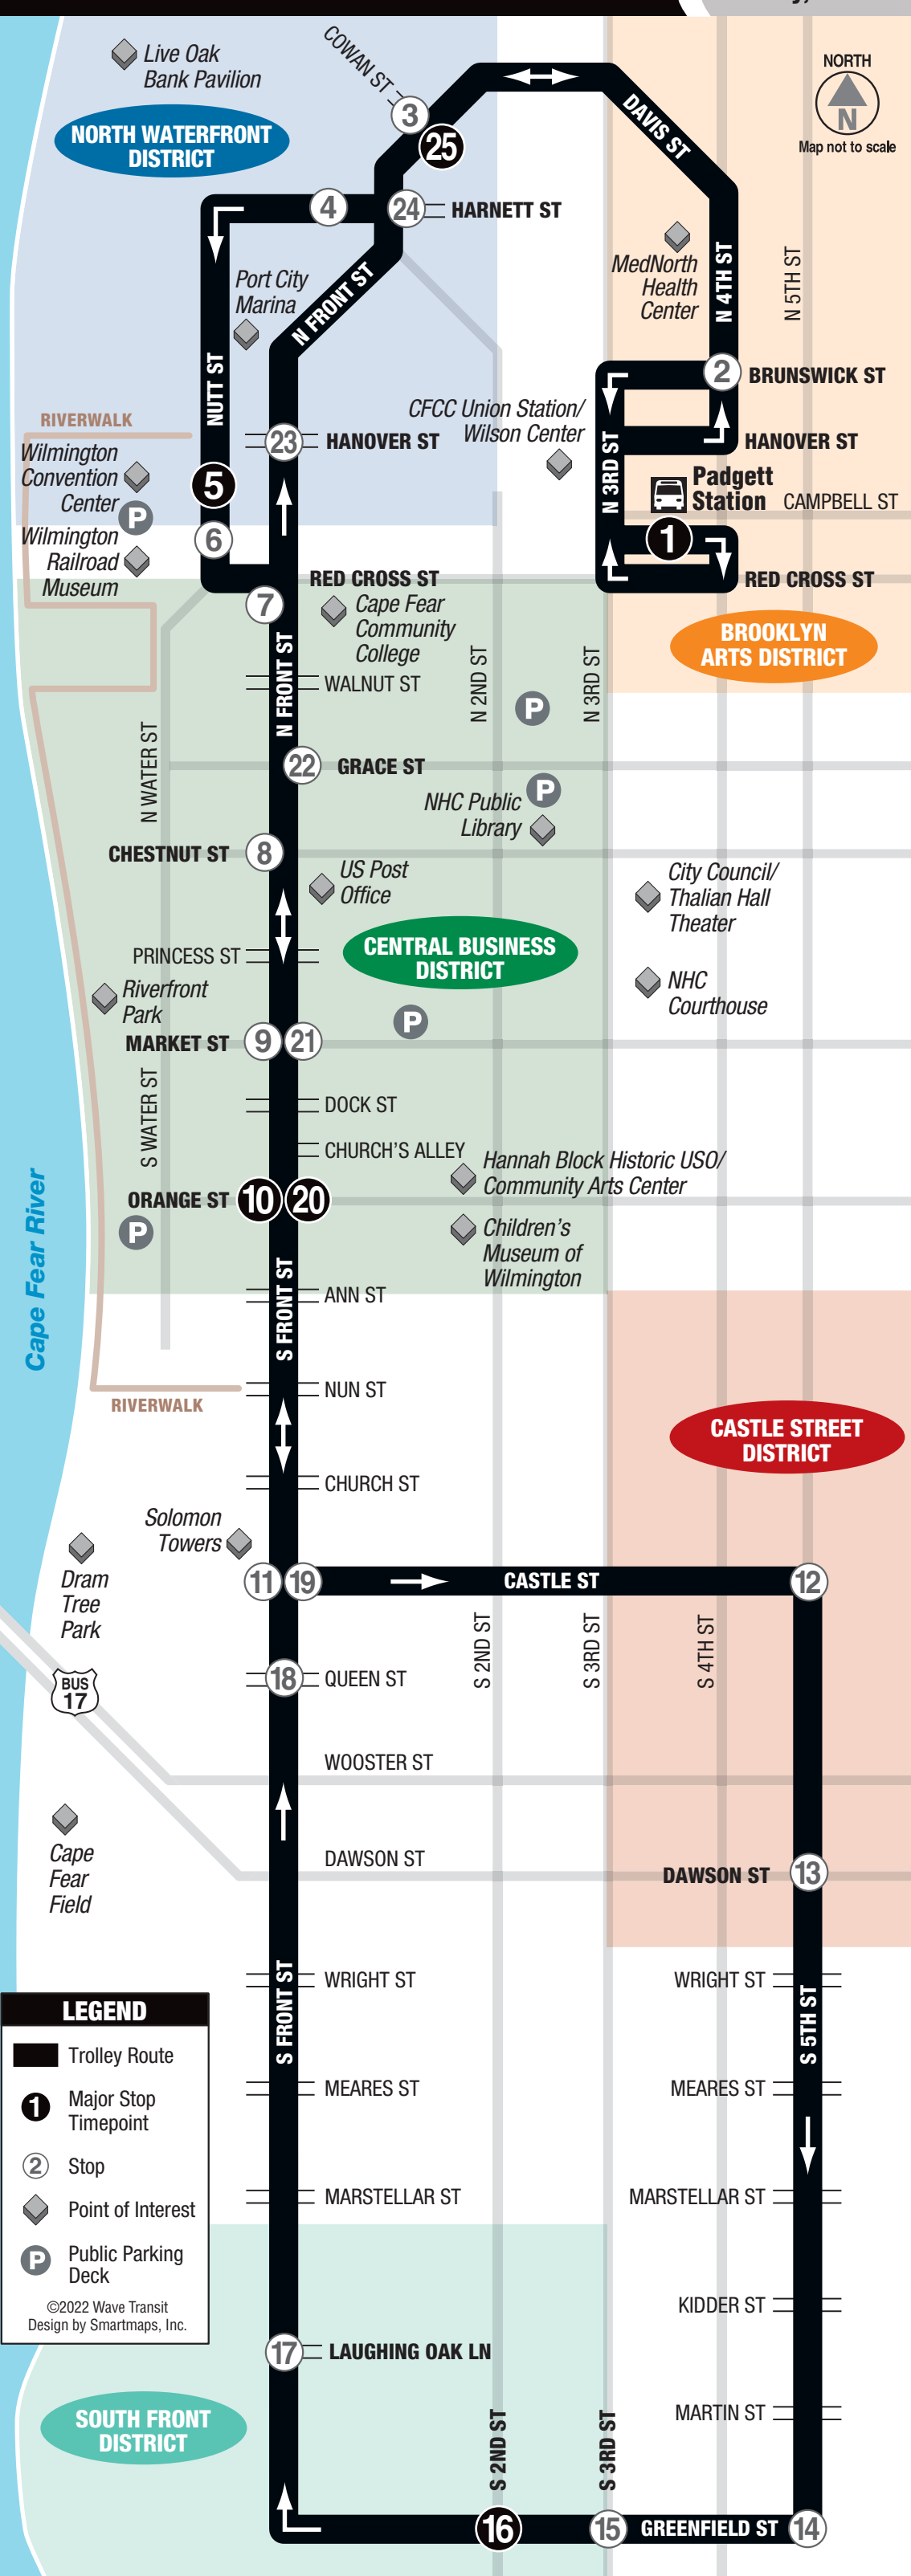 Live Oak
Bank Pavilion
COWAN ST
NORTH
N
Map not to scale
NORTH WATERFRONT
DISTRICT
3
25
DAVIS ST
4
24
HARNETT ST
MedNorth
Health
Center
N 4TH ST
N 5TH ST
Port City
Marina
N FRONT ST
NUTT ST
2
BRUNSWICK ST
RIVERWALK
CFCC Union Station/
Wilson Center
23
HANOVER ST
HANOVER ST
N 3RD ST
Wilmington
Convention
Center
P
5
Padgett
Station
CAMPBELL ST
Wilmington
Railroad
Museum
6
1
RED CROSS ST
RED CROSS ST
7
Cape Fear
Community
College
BROOKLYN
ARTS DISTRICT
N FRONT ST
WALNUT ST
N 2ND ST
N 3RD ST
P
N WATER ST
22
GRACE ST
P
NHC Public
Library
CHESTNUT ST
8
US Post
Office
City Council/
Thalian Hall
Theater
CENTRAL BUSINESS
DISTRICT
PRINCESS ST
Riverfront
Park
NHC
Courthouse
P
MARKET ST
9
21
S WATER ST
DOCK ST
CHURCH'S ALLEY
Hannah Block Historic USO/
Community Arts Center
ORANGE ST
10
20
P
Children's
Museum of
Wilmington
Cape Fear River
S FRONT ST
ANN ST
NUN ST
RIVERWALK
CASTLE STREET
DISTRICT
CHURCH ST
Solomon
Towers
Dram
Tree
Park
11
19
CASTLE ST
12
S 2ND ST
S 3RD ST
S 4TH ST
18
QUEEN ST
BUS
17
WOOSTER ST
Cape
Fear
Field
DAWSON ST
DAWSON ST
13
S FRONT ST
WRIGHT ST
WRIGHT ST
S 5TH ST
LEGEND
Trolley Route
1
Major Stop
Timepoint
2
Stop
Point of Interest
P
Public Parking
Deck
©2022 Wave Transit
Design by Smartmaps, Inc.
MEARES ST
MEARES ST
MARSTELLAR ST
MARSTELLAR ST
KIDDER ST
17
LAUGHING OAK LN
MARTIN ST
SOUTH FRONT
DISTRICT
S 2ND ST
S 3RD ST
16
15
GREENFIELD ST
14